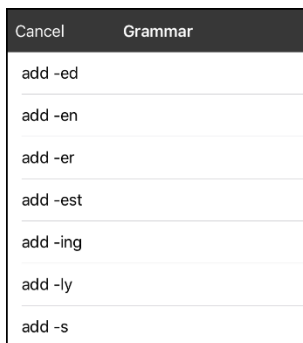 Cancel Grammar
add -ed
add -en
add -er
add -est
add -ing
add -ly
add -s